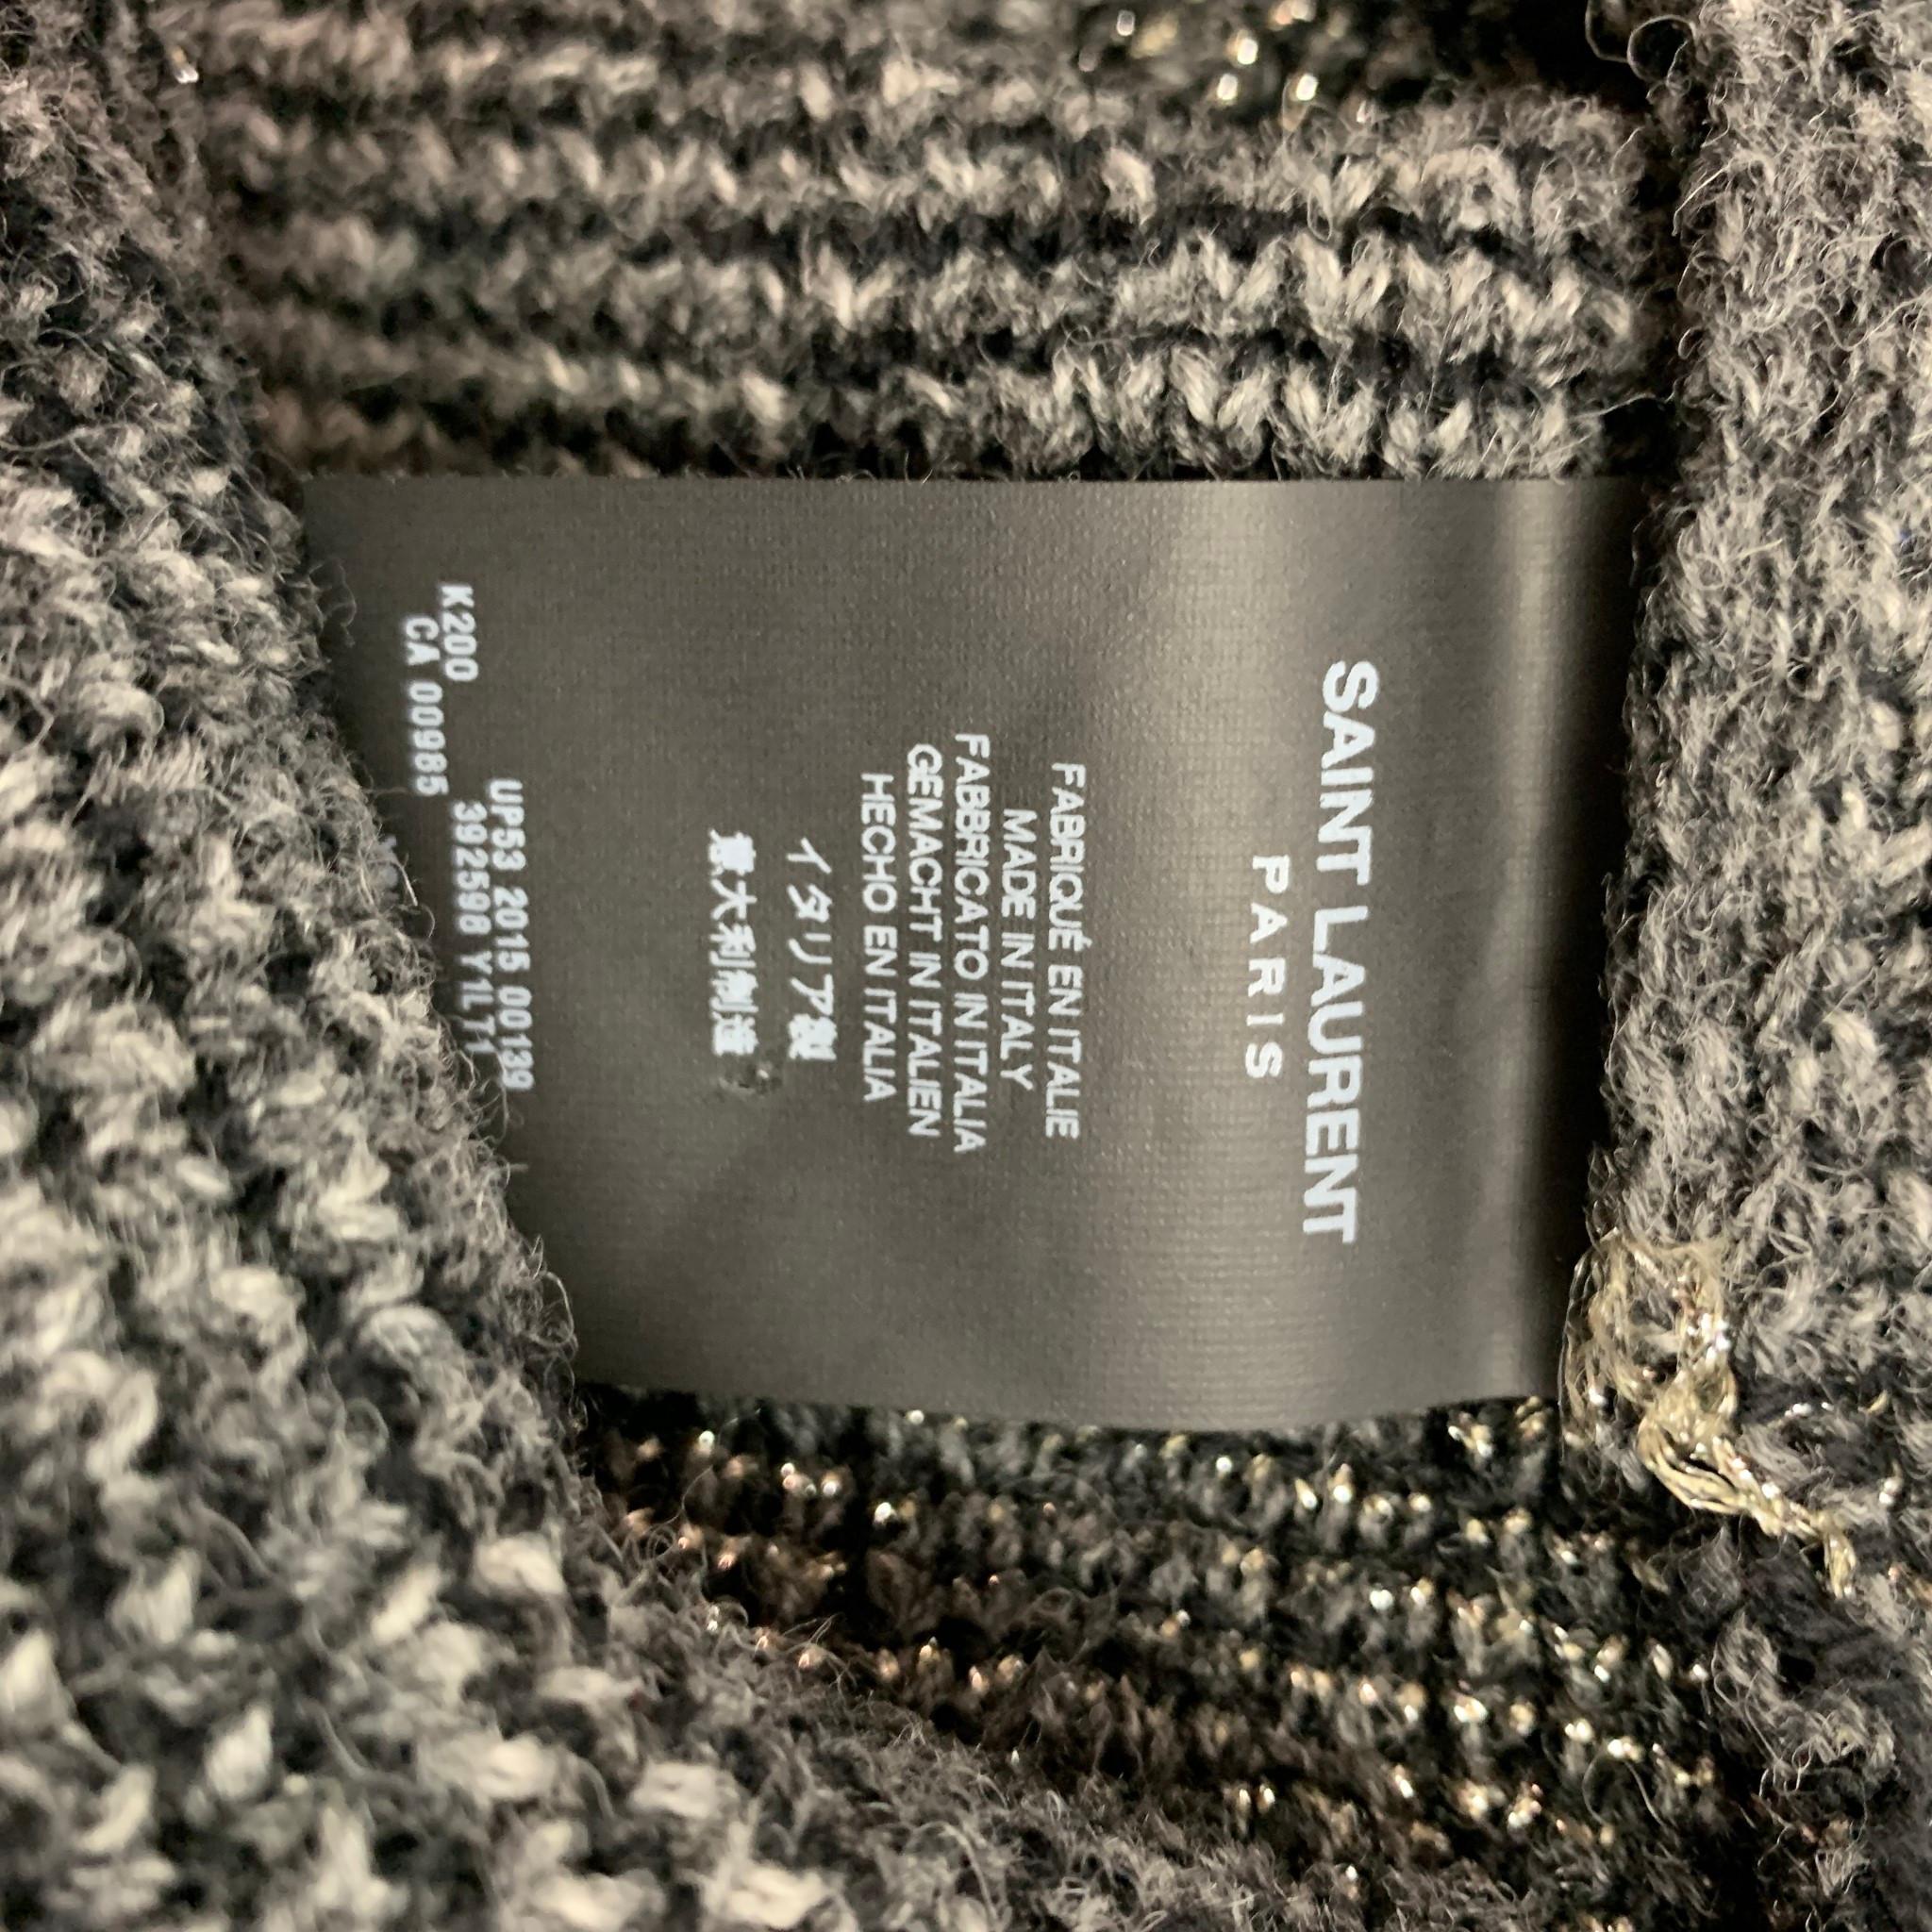 SAINT LAURENT
PARIS
FABRIQUÉ EN ITALIE
MADE IN ITALY
FABBRICATO IN ITALIA
GEMACHT IN ITALIEN
HECHO EN ITALIA
イタリア製
意大利制造
UP53 2015 00139
392598 Y1LT1
K200
CA 00985